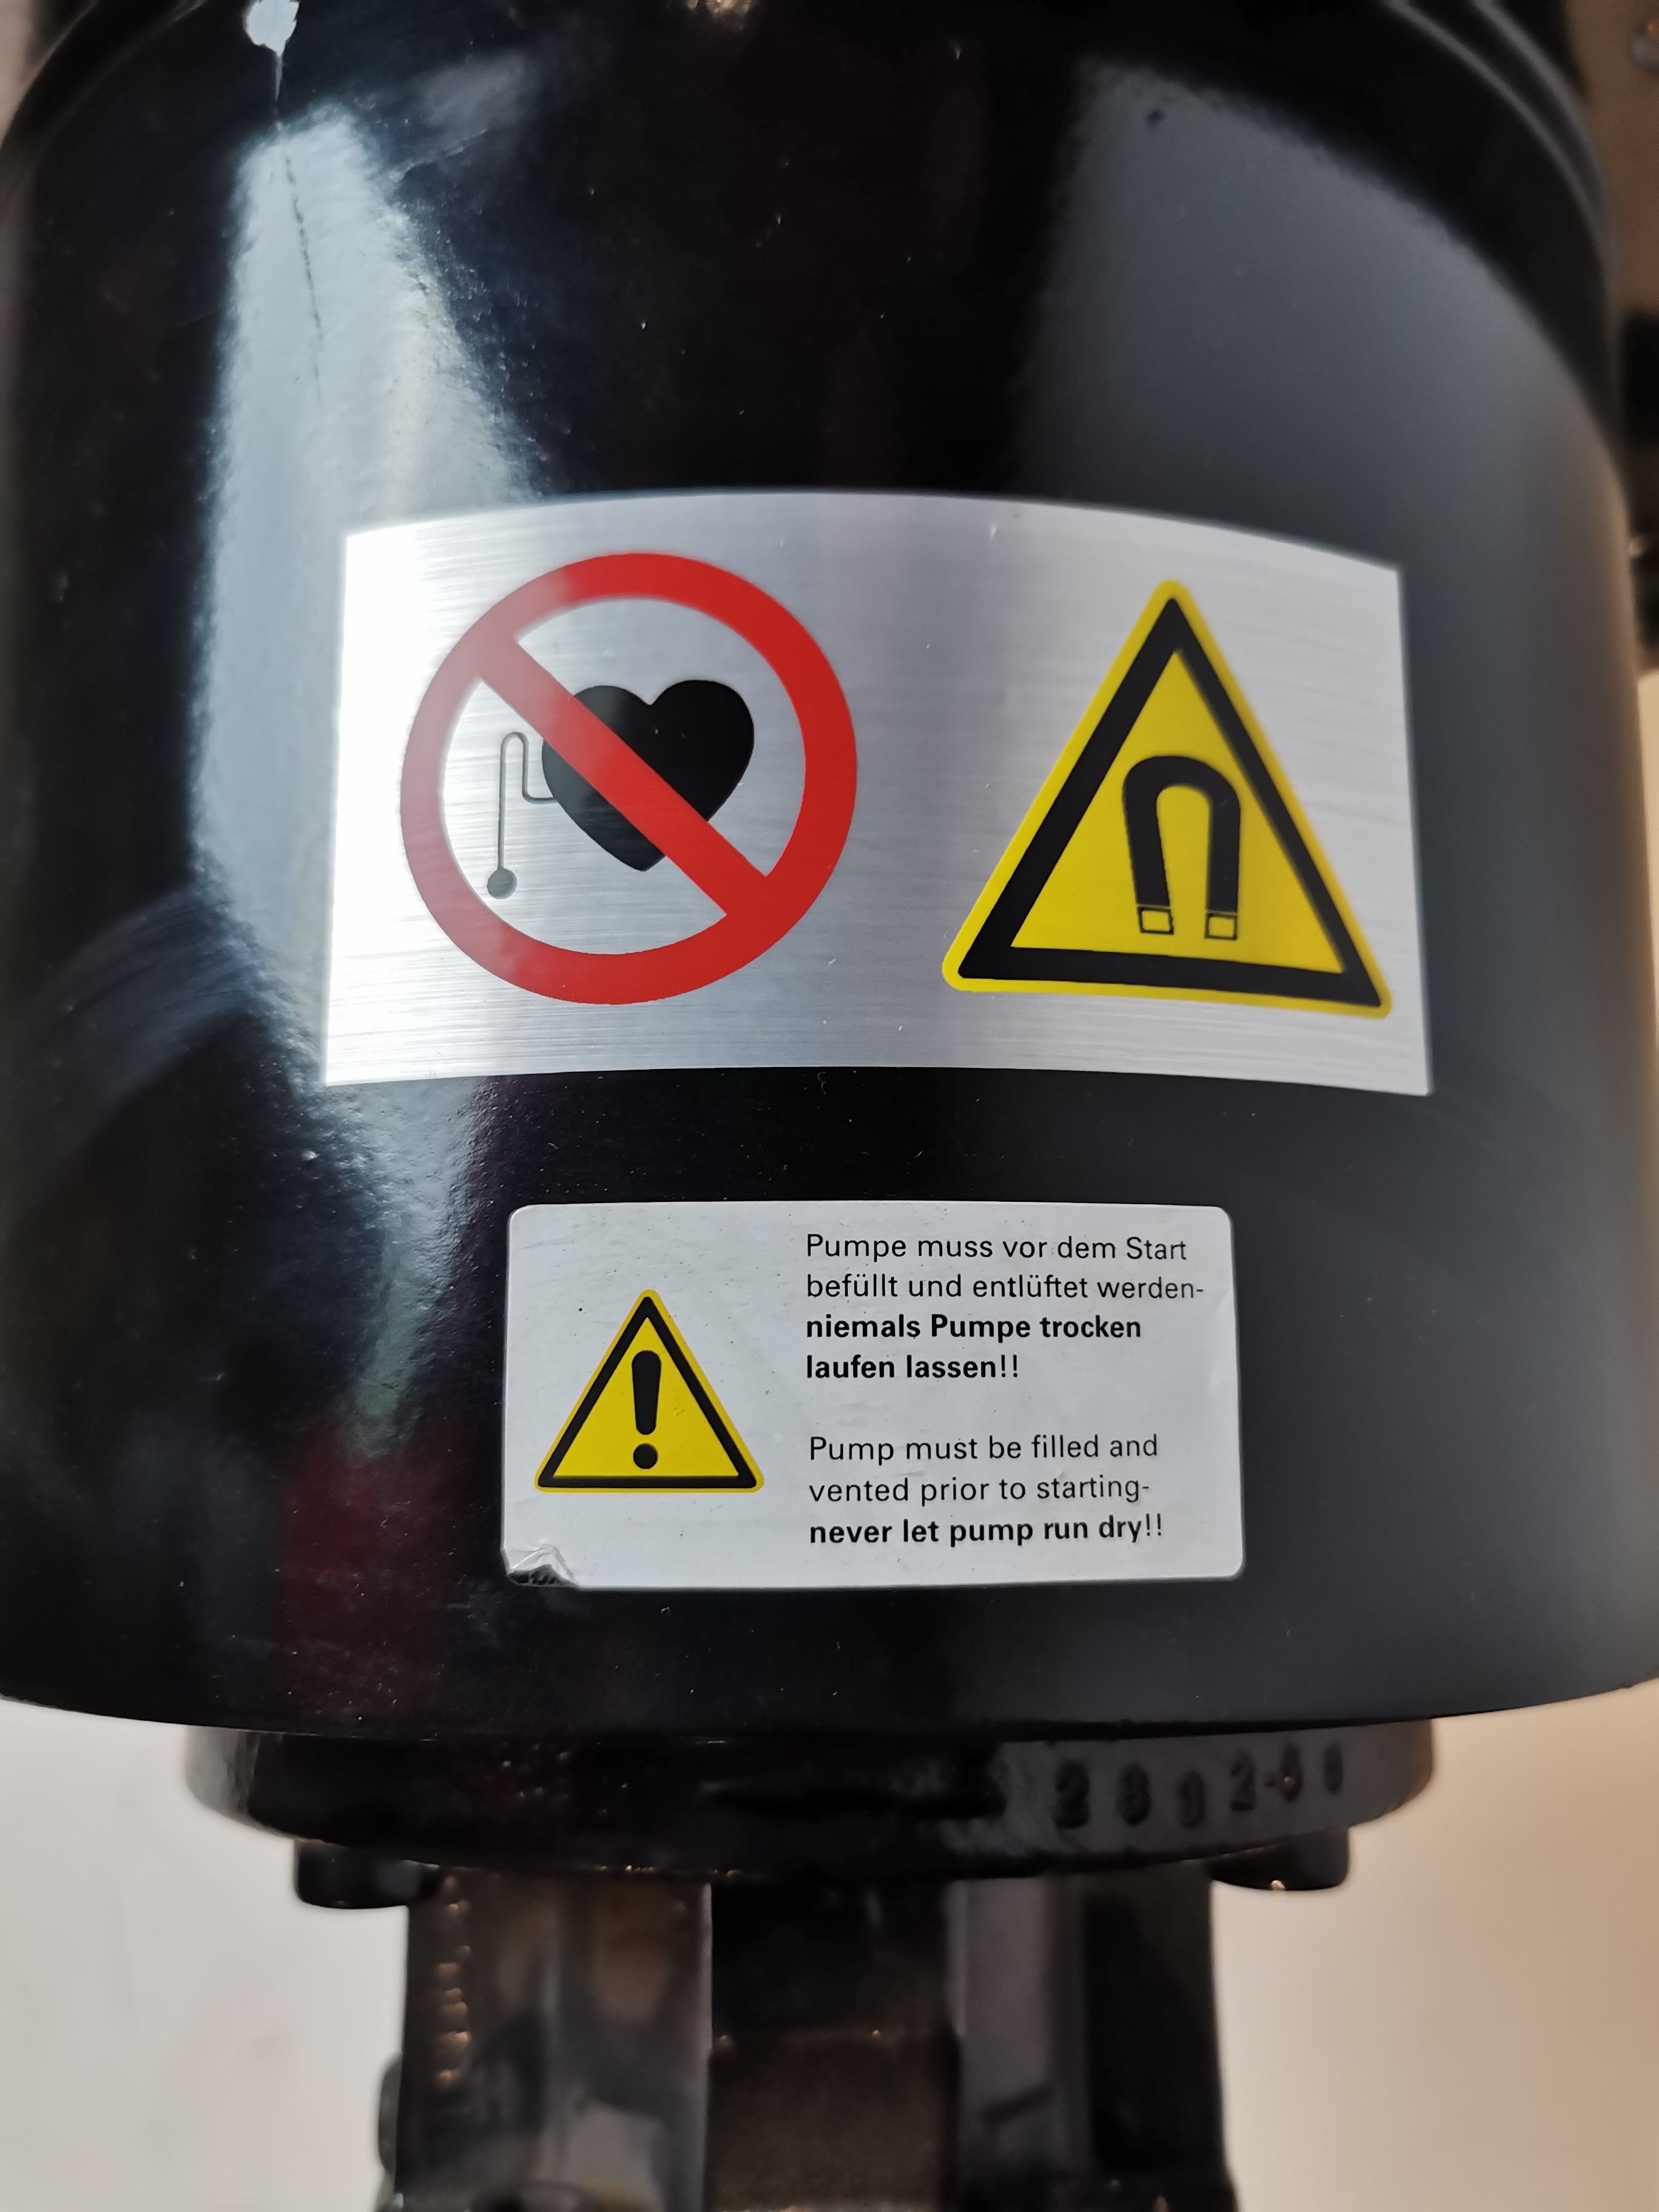 Pumpe muss vor dem Start
befüllt und entlüftet werden-
niemals Pumpe trocken
laufen lassen!!
Pump must be filled and
vented prior to starting-
never let pump run dry!!